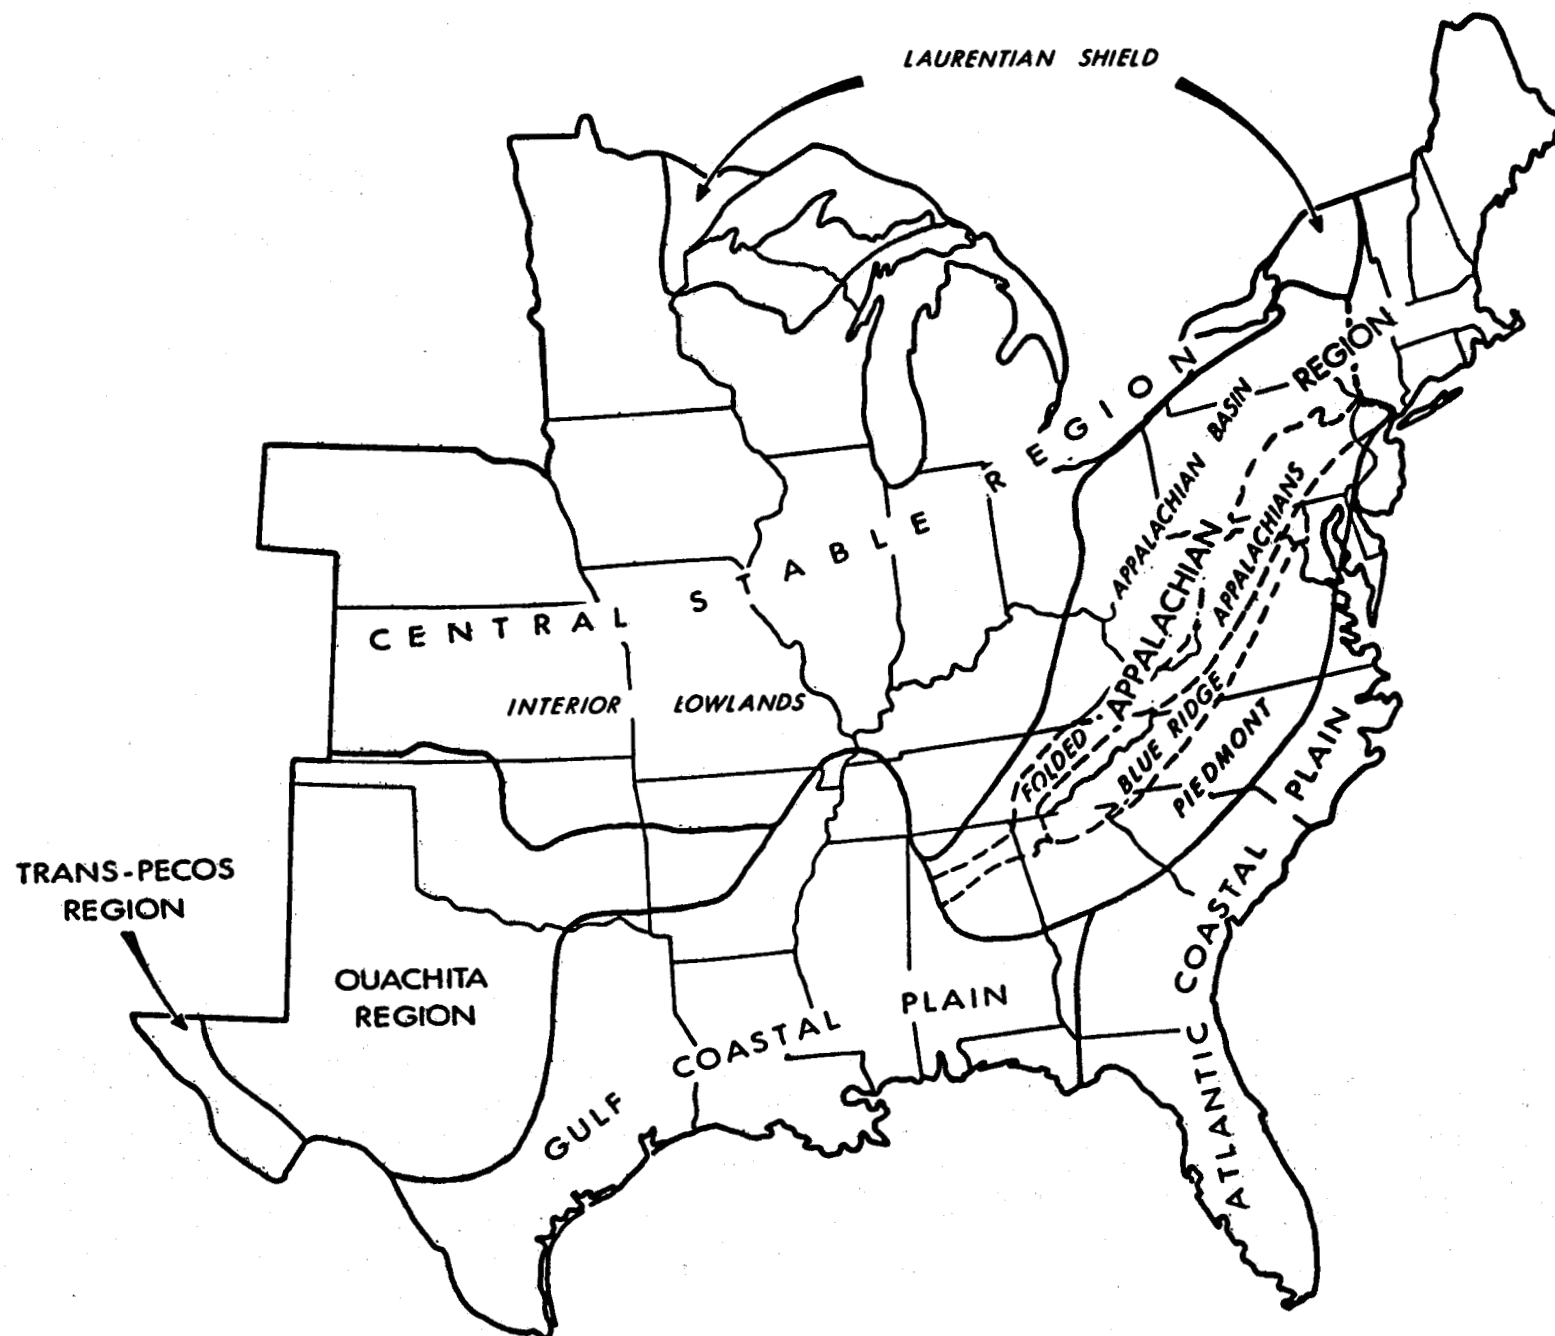 LAURENTIAN SHIELD
CENTRAL STABLE REGION
INTERIOR LOWLANDS
APPALACHIAN REGION
APPALACHIAN BASIN
FOLDED APPALACHIANS
BLUE RIDGE
PIEDMONT
TRANS-PECOS
REGION
OUACHITA
REGION
GULF COASTAL PLAIN
ATLANTIC COASTAL PLAIN